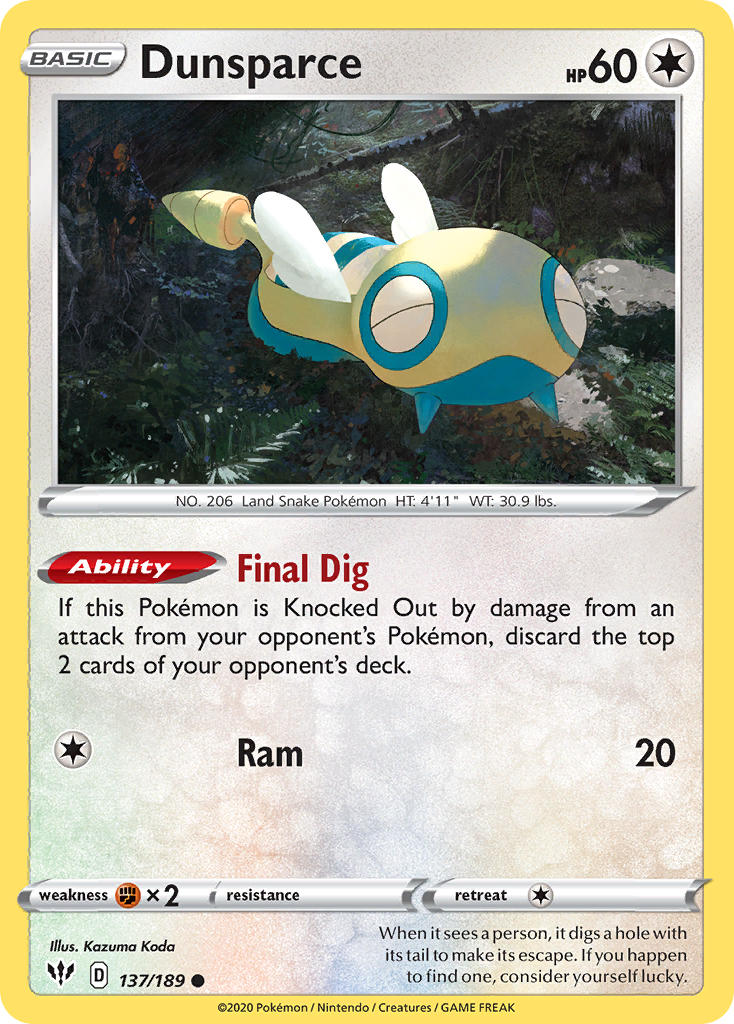 BASIC Dunsparce HP60
NO. 206 Land Snake Pokémon HT: 4'11" WT: 30.9 lbs.
Ability Final Dig
If this Pokémon is Knocked Out by damage from an
attack from your opponent's Pokémon, discard the top
2 cards of your opponent's deck.
Ram 20
weakness ×2 resistance retreat
Illus. Kazuma Koda
D 137/189
When it sees a person, it digs a hole with
its tail to make its escape. If you happen
to find one, consider yourself lucky.
©2020 Pokémon / Nintendo / Creatures / GAME FREAK